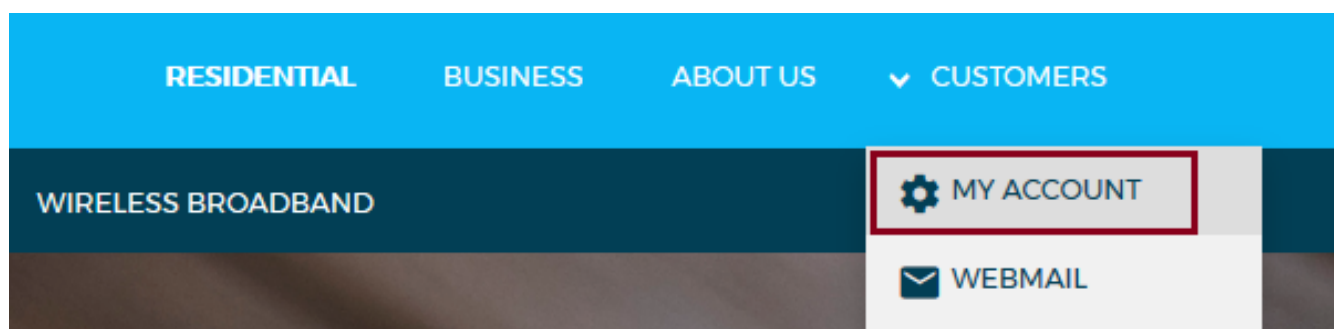 RESIDENTIAL BUSINESS ABOUT US CUSTOMERS
WIRELESS BROADBAND
MY ACCOUNT
WEBMAIL